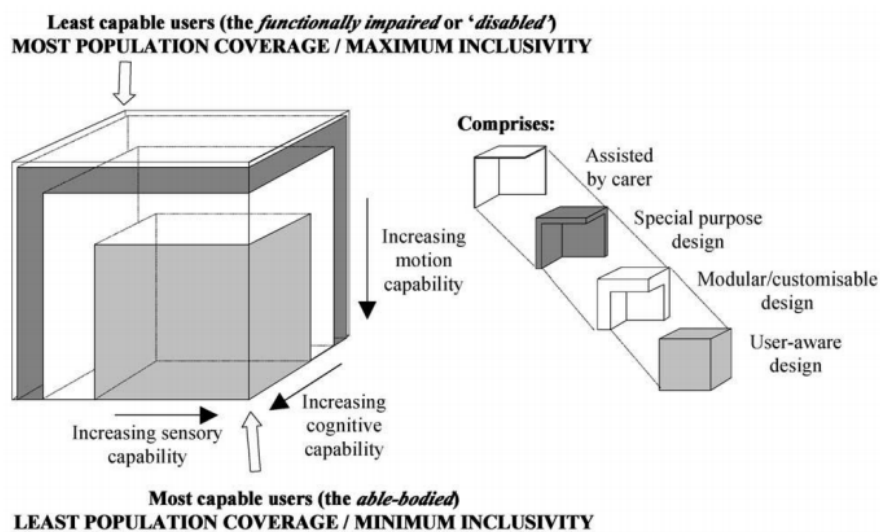 Least capable users (the functionally impaired or ‘disabled’)
MOST POPULATION COVERAGE / MAXIMUM INCLUSIVITY
Comprises:
Assisted
by carer
Special purpose
design
Modular/customisable
design
User-aware
design
Increasing
motion
capability
Increasing
cognitive
capability
Increasing sensory
capability
Most capable users (the able-bodied)
LEAST POPULATION COVERAGE / MINIMUM INCLUSIVITY